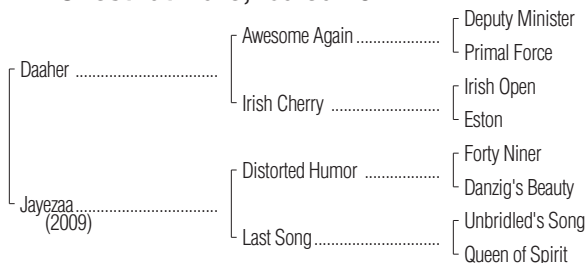 Deputy Minister
Awesome Again ....................
Primal Force
Daaher ..................................
Irish Open
Irish Cherry ..........................
Eston
Forty Niner
Distorted Humor ..................
Danzig's Beauty
Jayezaa..................................
(2009)
Unbridled's Song
Last Song..............................
Queen of Spirit